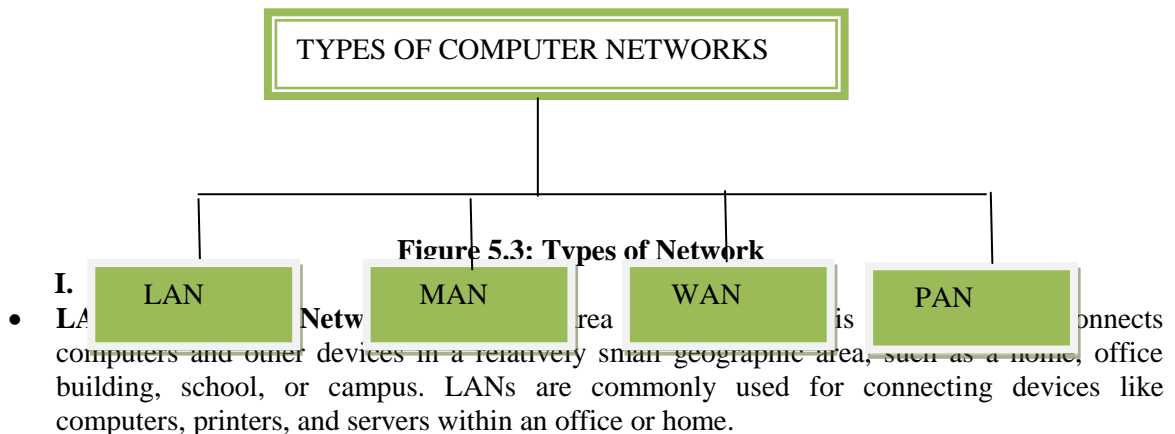 TYPES OF COMPUTER NETWORKS
Figure 5.3: Types of Network
LAN MAN WAN PAN
I.
• Netw rea is onnects
computers and other devices in a relatively small geographic area, such as a home, office
building, school, or campus. LANs are commonly used for connecting devices like
computers, printers, and servers within an office or home.